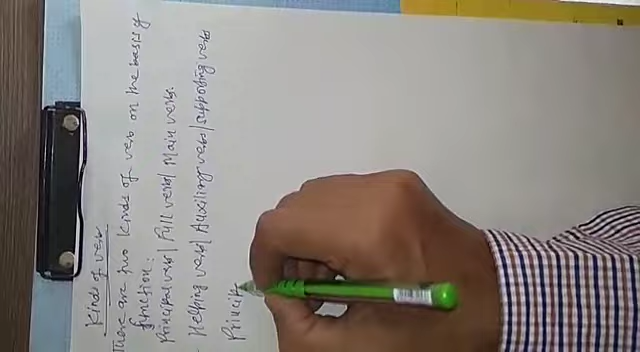 Kinds of verb
There are two kinds of verb on the basis of
function:
Principal verb/ Full verb/ Main verb.
- Helping verb/ Auxiliary verb/ supporting verb
Princip